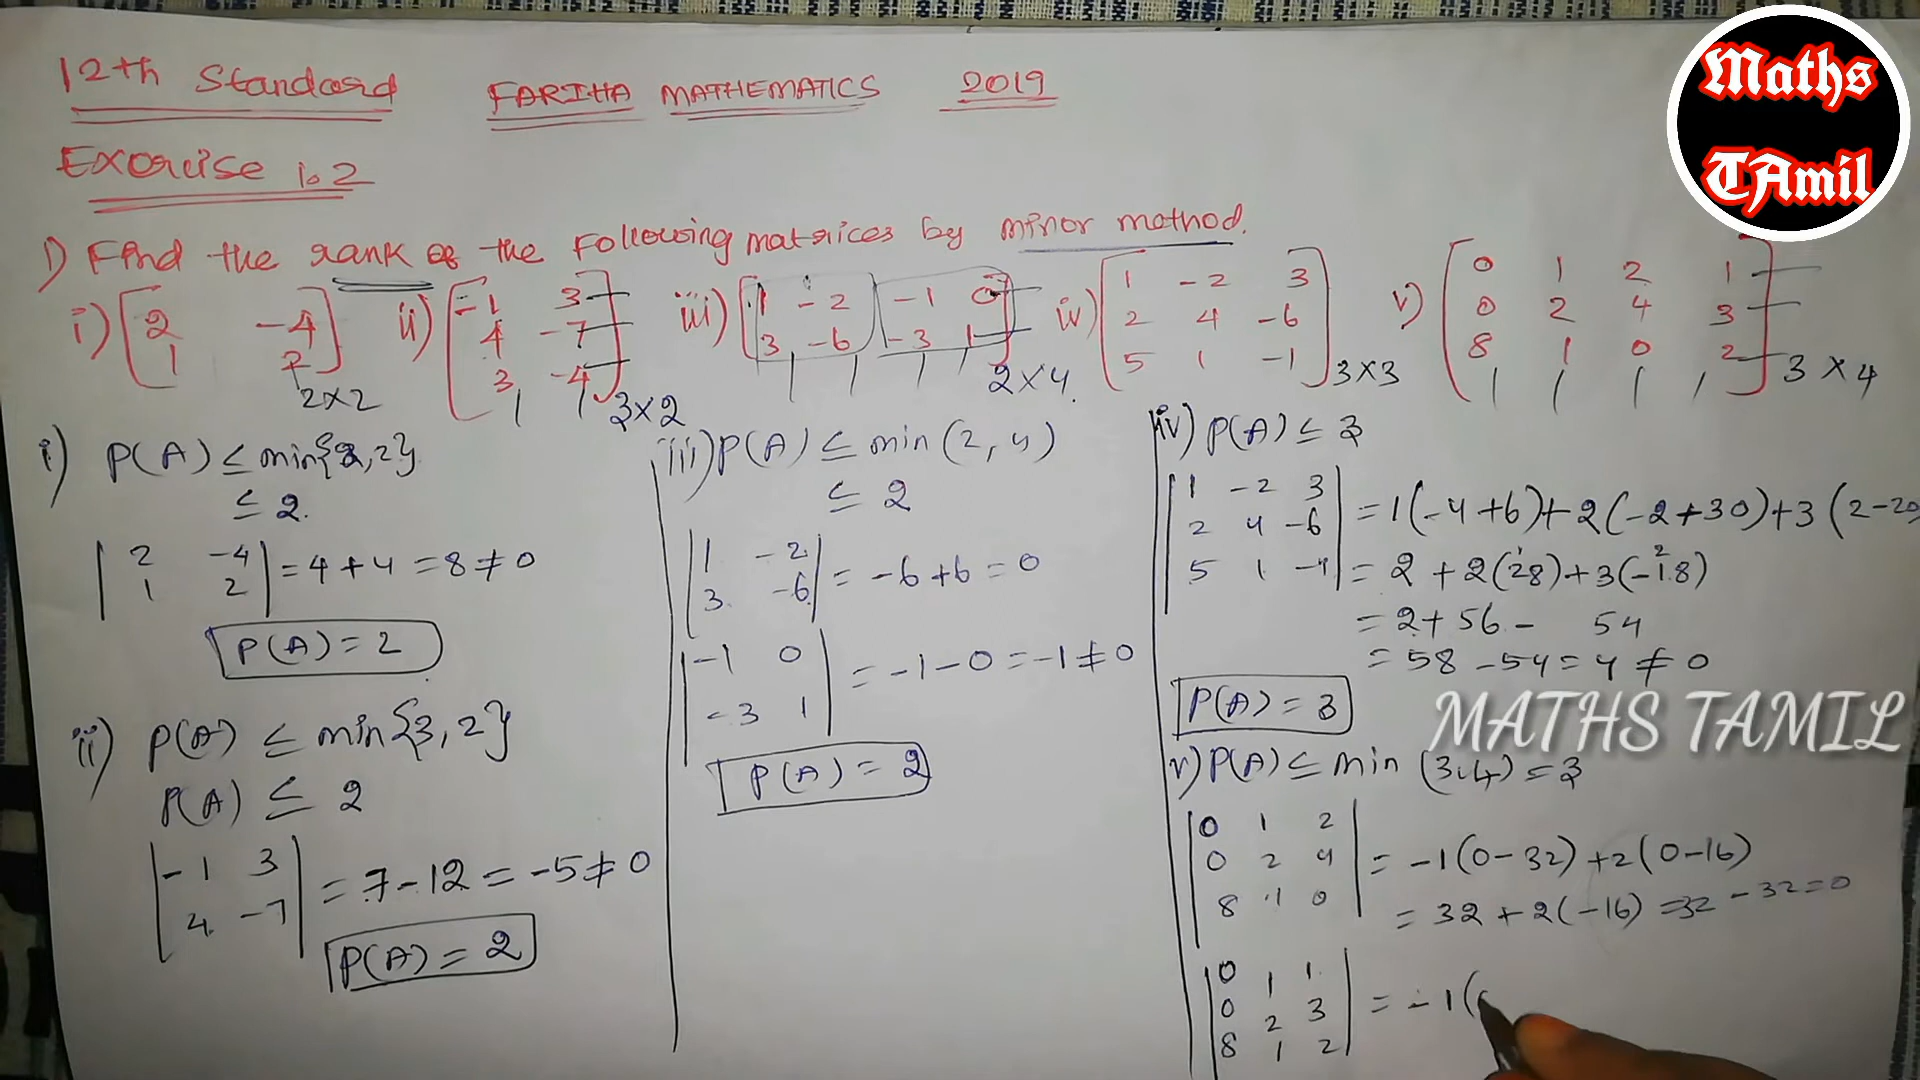 12th Standard FARIHA MATHEMATICS 2019
Exercise 1.2
1) Find the rank of the following matrices by minor method.
i) [2 -4
1 2] 2×2
ii) [-1 3
4 -7
3 -4] 3×2
iii) [1 -2 -1 0
3 -6 -3 1] 2×4
iv) [1 -2 3
2 4 -6
5 1 -1] 3×3
v) [0 1 2 1
0 2 4 3
8 1 0 2] 3×4
i) P(A) ≤ min{2,2}
≤ 2.
|2 -4
1 2| = 4+4 = 8 ≠ 0
P(A) = 2
ii) P(A) ≤ min{3,2}
P(A) ≤ 2
|-1 3
4 -7| = 7-12 = -5 ≠ 0
P(A) = 2
iii) P(A) ≤ min(2,4)
≤ 2
|1 -2
3 -6| = -6+6 = 0
|-1 0
-3 1| = -1-0 = -1 ≠ 0
P(A) = 2
iv) P(A) ≤ 3
|1 -2 3
2 4 -6
5 1 -1| = 1(-4+6)+2(-2+30)+3(2-20)
= 2+2(28)+3(-18)
= 2+56-54
= 58-54 = 4 ≠ 0
P(A) = 3
v) P(A) ≤ min(3,4) = 3
|0 1 2
0 2 4
8 1 0| = -1(0-32)+2(0-16)
= 32+2(-16) = 32-32=0
|0 1 1
0 2 3
8 1 2| = -1(
Maths
TAmil
MATHS TAMIL